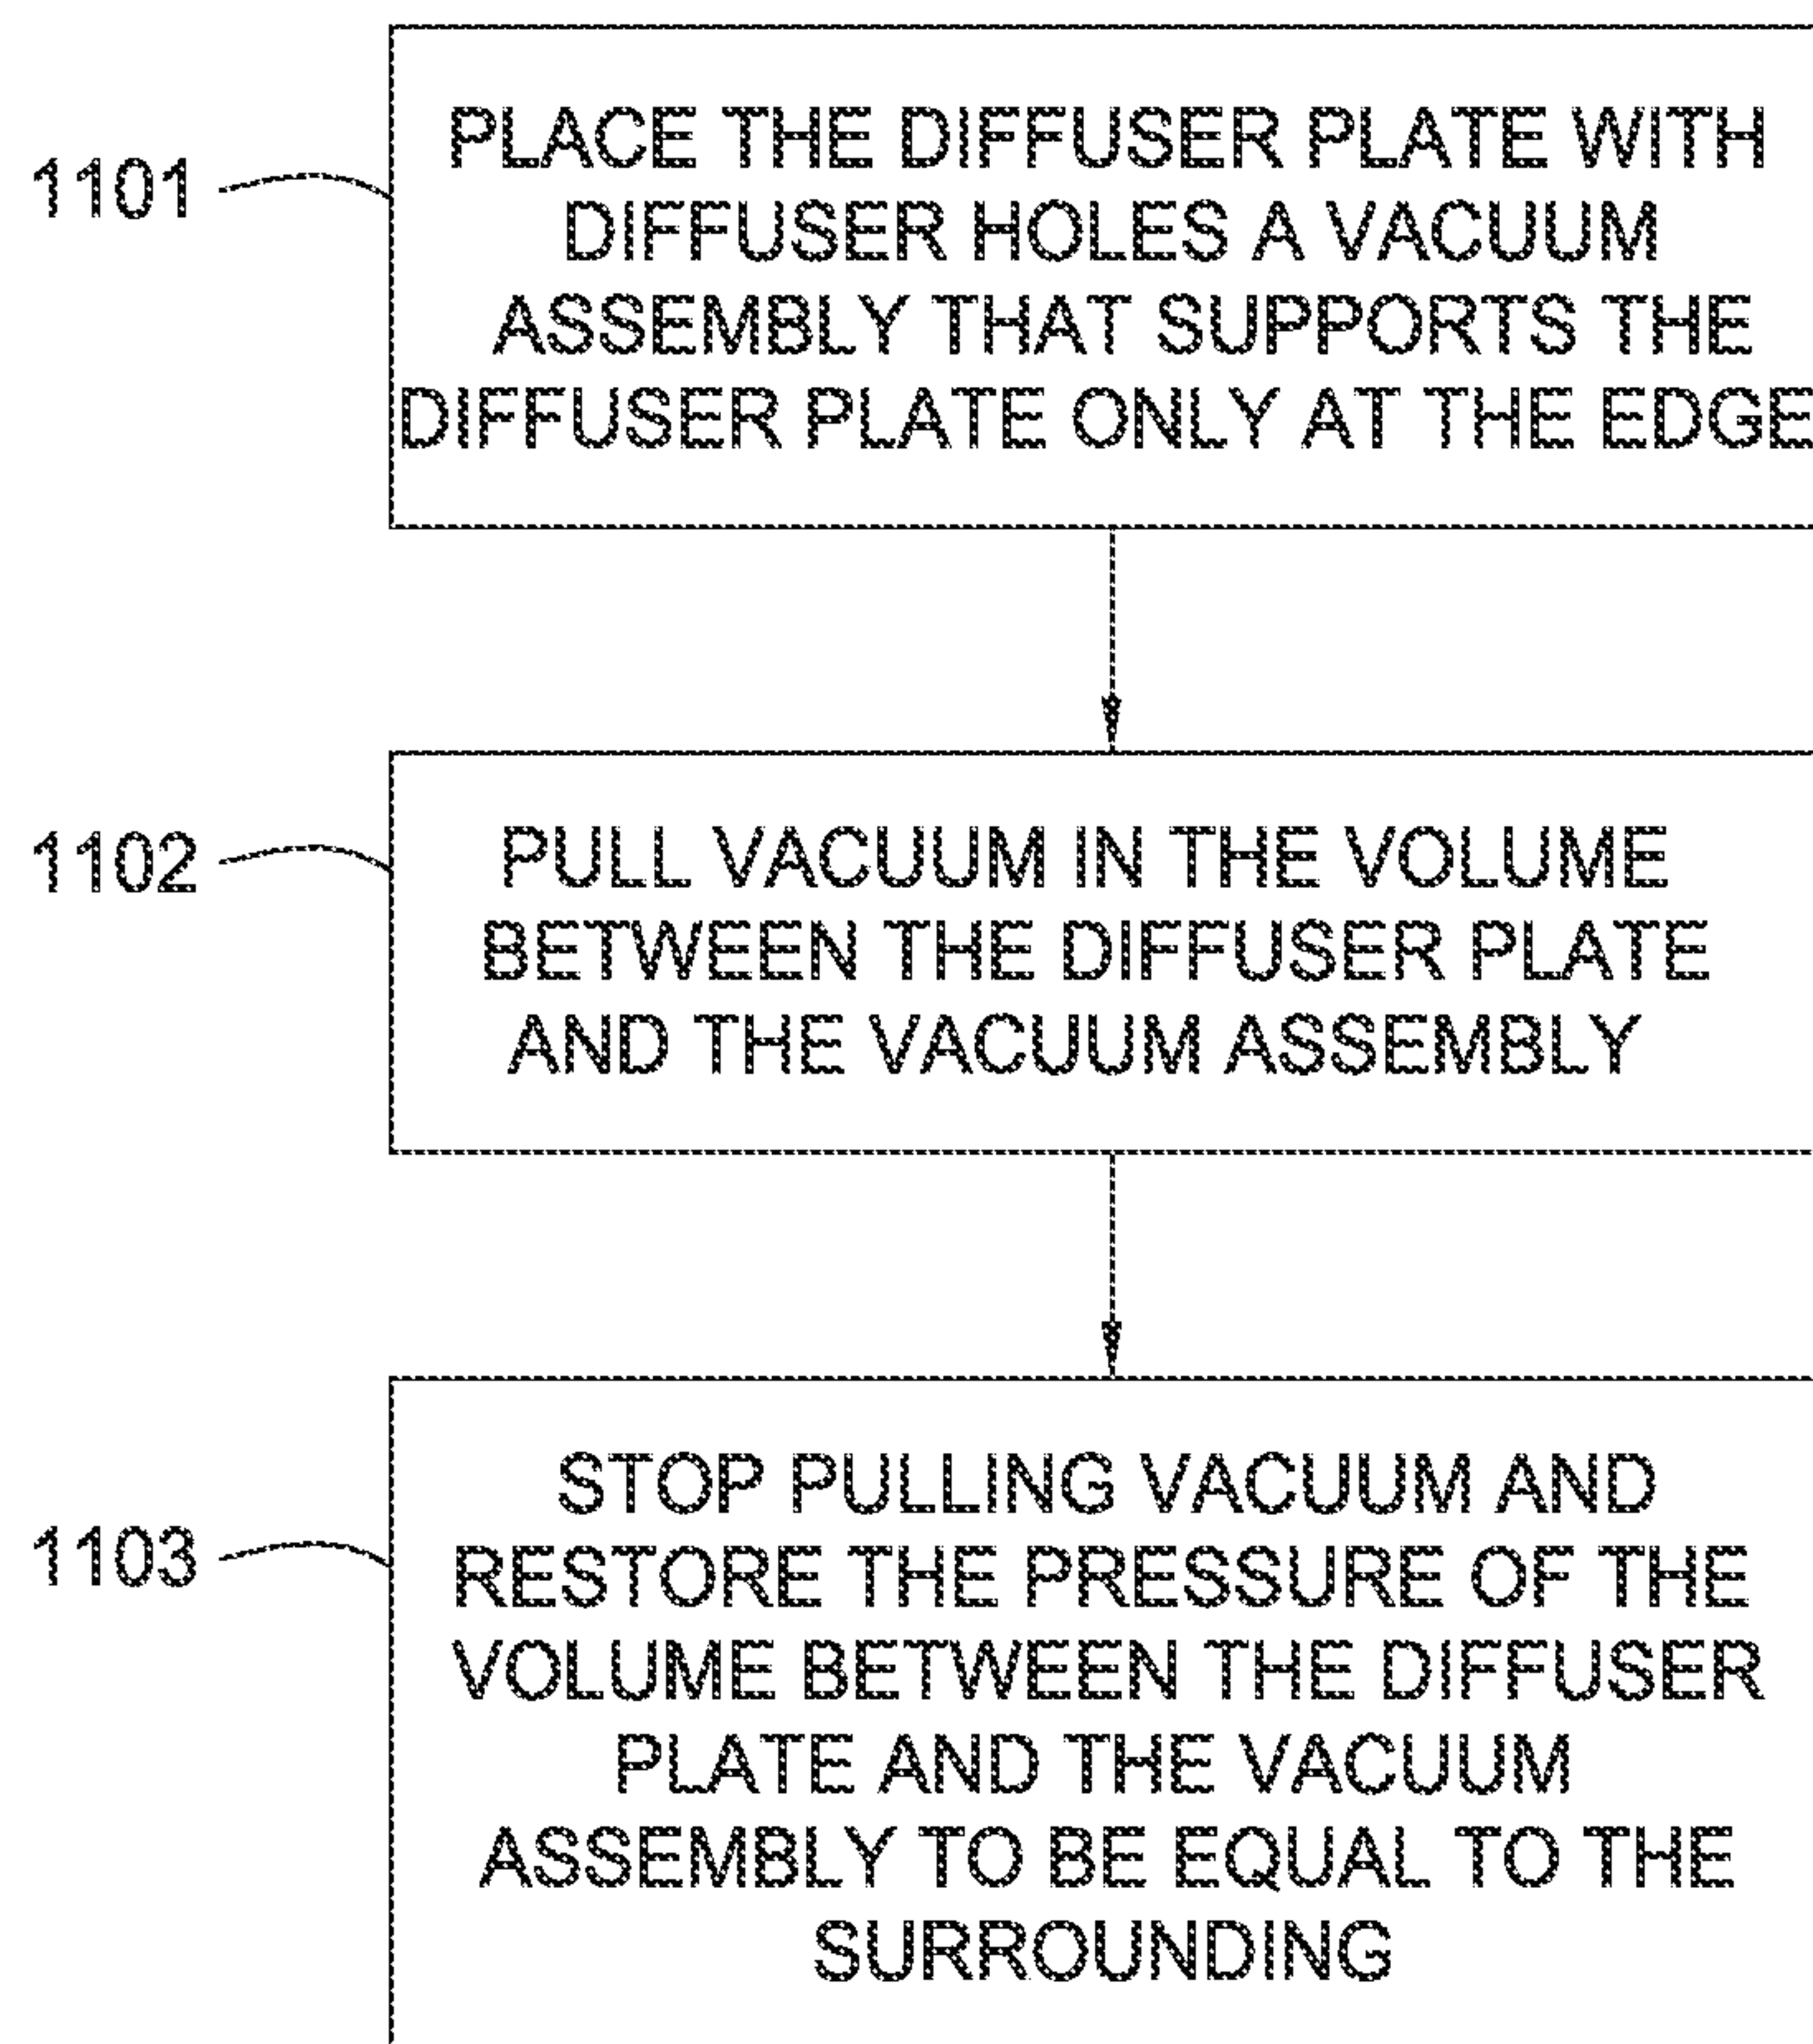 1101
PLACE THE DIFFUSER PLATE WITH
DIFFUSER HOLES A VACUUM
ASSEMBLY THAT SUPPORTS THE
DIFFUSER PLATE ONLY AT THE EDGE
1102
PULL VACUUM IN THE VOLUME
BETWEEN THE DIFFUSER PLATE
AND THE VACUUM ASSEMBLY
1103
STOP PULLING VACUUM AND
RESTORE THE PRESSURE OF THE
VOLUME BETWEEN THE DIFFUSER
PLATE AND THE VACUUM
ASSEMBLY TO BE EQUAL TO THE
SURROUNDING